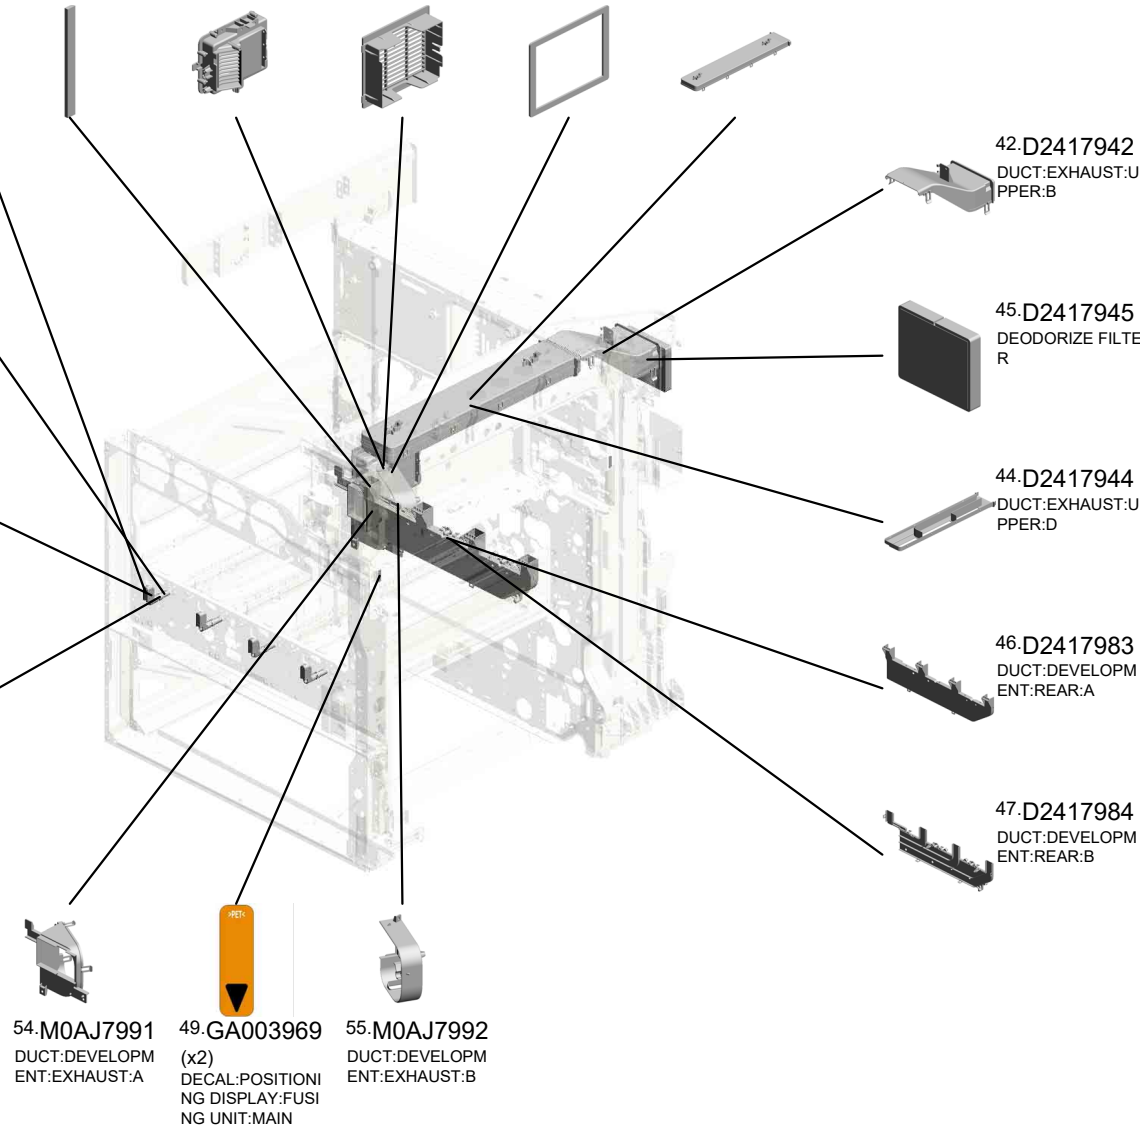 42.D2417942
DUCT:EXHAUST:U
PPER:B
45.D2417945
DEODORIZE FILTE
R
44.D2417944
DUCT:EXHAUST:U
PPER:D
46.D2417983
DUCT:DEVELOPM
ENT:REAR:A
47.D2417984
DUCT:DEVELOPM
ENT:REAR:B
>PET<
54.M0AJ7991
DUCT:DEVELOPM
ENT:EXHAUST:A
49.GA003969
(x2)
DECAL:POSITIONI
NG DISPLAY:FUSI
NG UNIT:MAIN
55.M0AJ7992
DUCT:DEVELOPM
ENT:EXHAUST:B